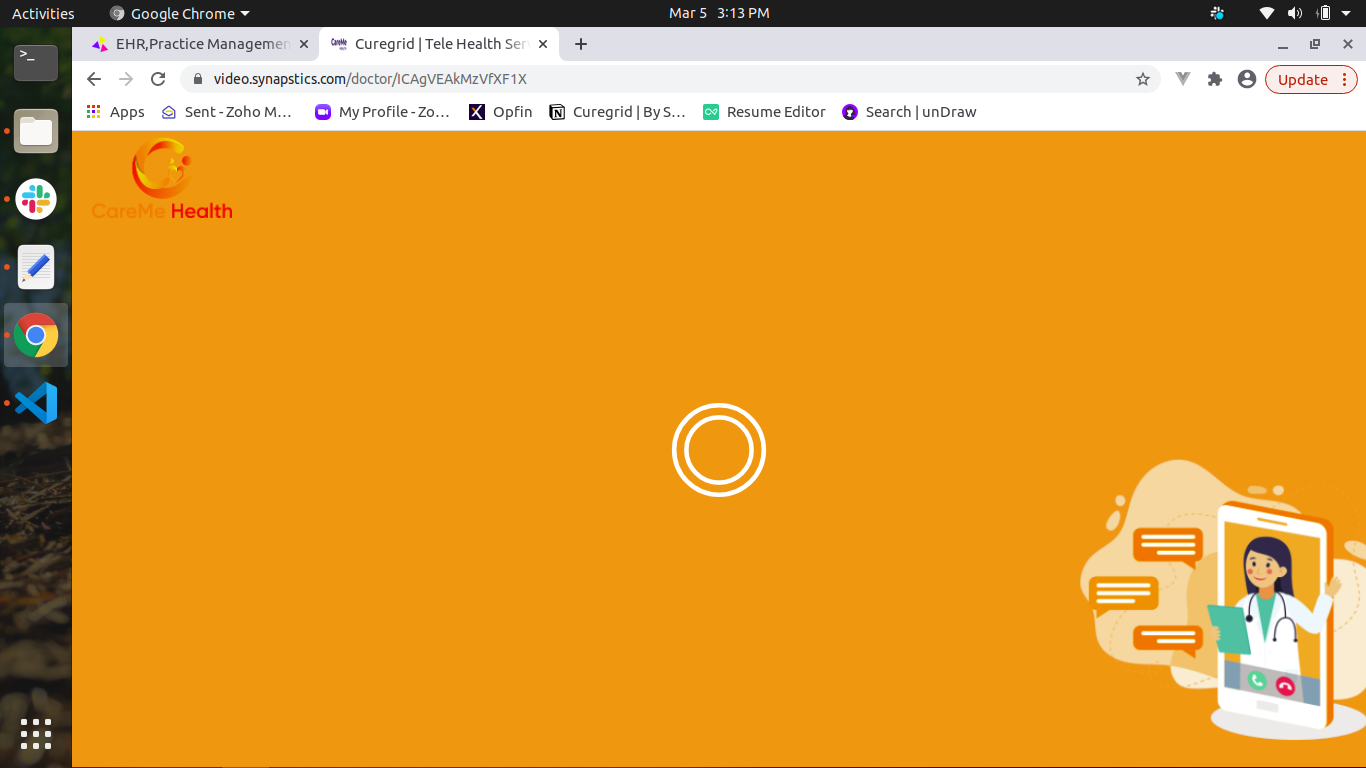 Activities
Google Chrome
Mar 5 3:13 PM
EHR,Practice Managemen
Curegrid | Tele Health Ser
video.synapstics.com/doctor/ICAgVEAkMzVfXF1X
Update
Apps
Sent - Zoho M...
My Profile - Zo...
Opfin
Curegrid | By S...
Resume Editor
Search | unDraw
CareMe Health